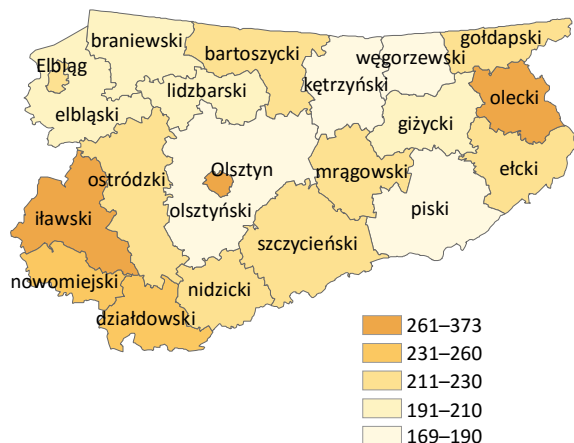 gołdapski
braniewski
bartoszycki
węgorzewski
Elbląg
kętrzyński
lidzbarski
olecki
elbląski
giżycki
Olsztyn
mrągowski
ełcki
ostródzki
iławski
olsztyński
piski
szczycieński
nowomiejski
nidzicki
działdowski
261–373
231–260
211–230
191–210
169–190